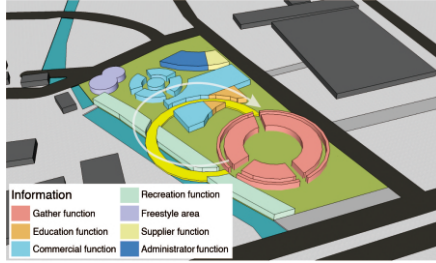 Information
Gather function
Education function
Commercial function
Recreation function
Freestyle area
Supplier function
Administrator function